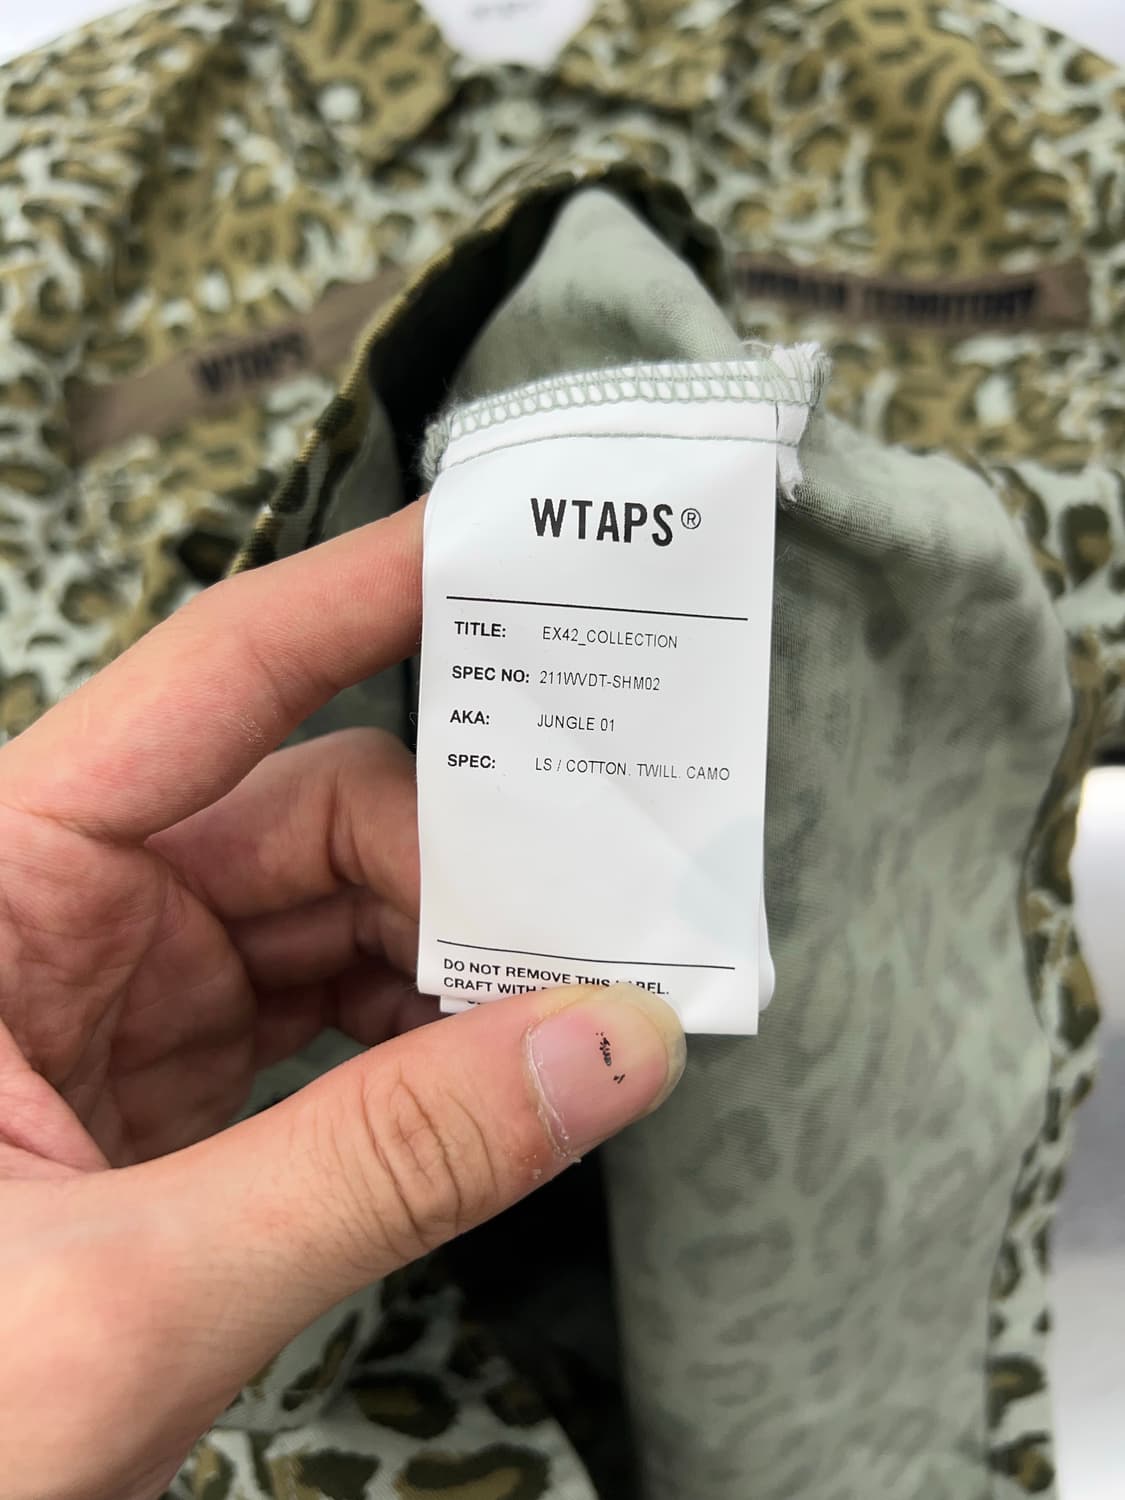 WTAPS
URBAN TERRITORY
WTAPS®
TITLE: EX42_COLLECTION
SPEC NO: 211WVDT-SHM02
AKA: JUNGLE 01
SPEC: LS / COTTON. TWILL. CAMO
DO NOT REMOVE THIS LABEL.
CRAFT WITH